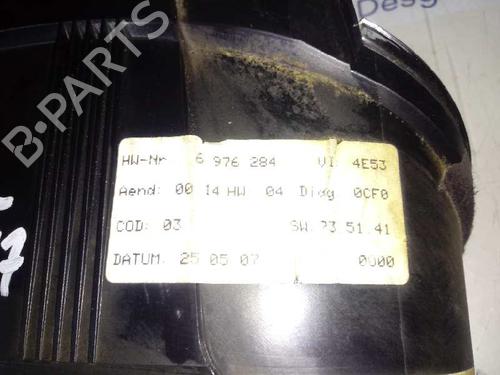 Desg
B-PARTS
HW-Nr 6 976 284 VI 4E53
Aend: 00 14 HW 04 Diag 0CF0
COD: 03 SW 23 51 41
DATUM. 25 05 07 0000